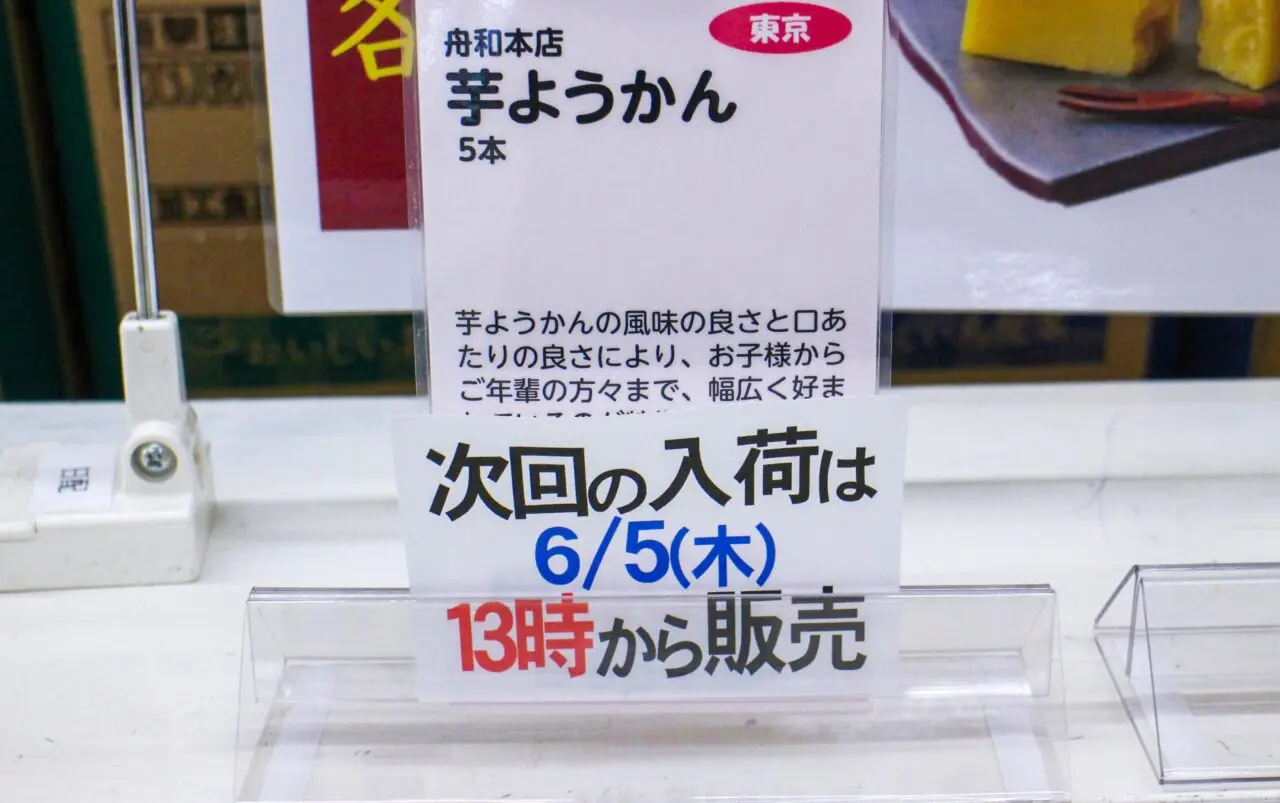 各
舟和本店
東京
芋ようかん
5本
芋ようかんの風味の良さと口あ
たりの良さにより、お子様から
ご年輩の方々まで、幅広く好ま
次回の入荷は
6/5(木)
13時から販売